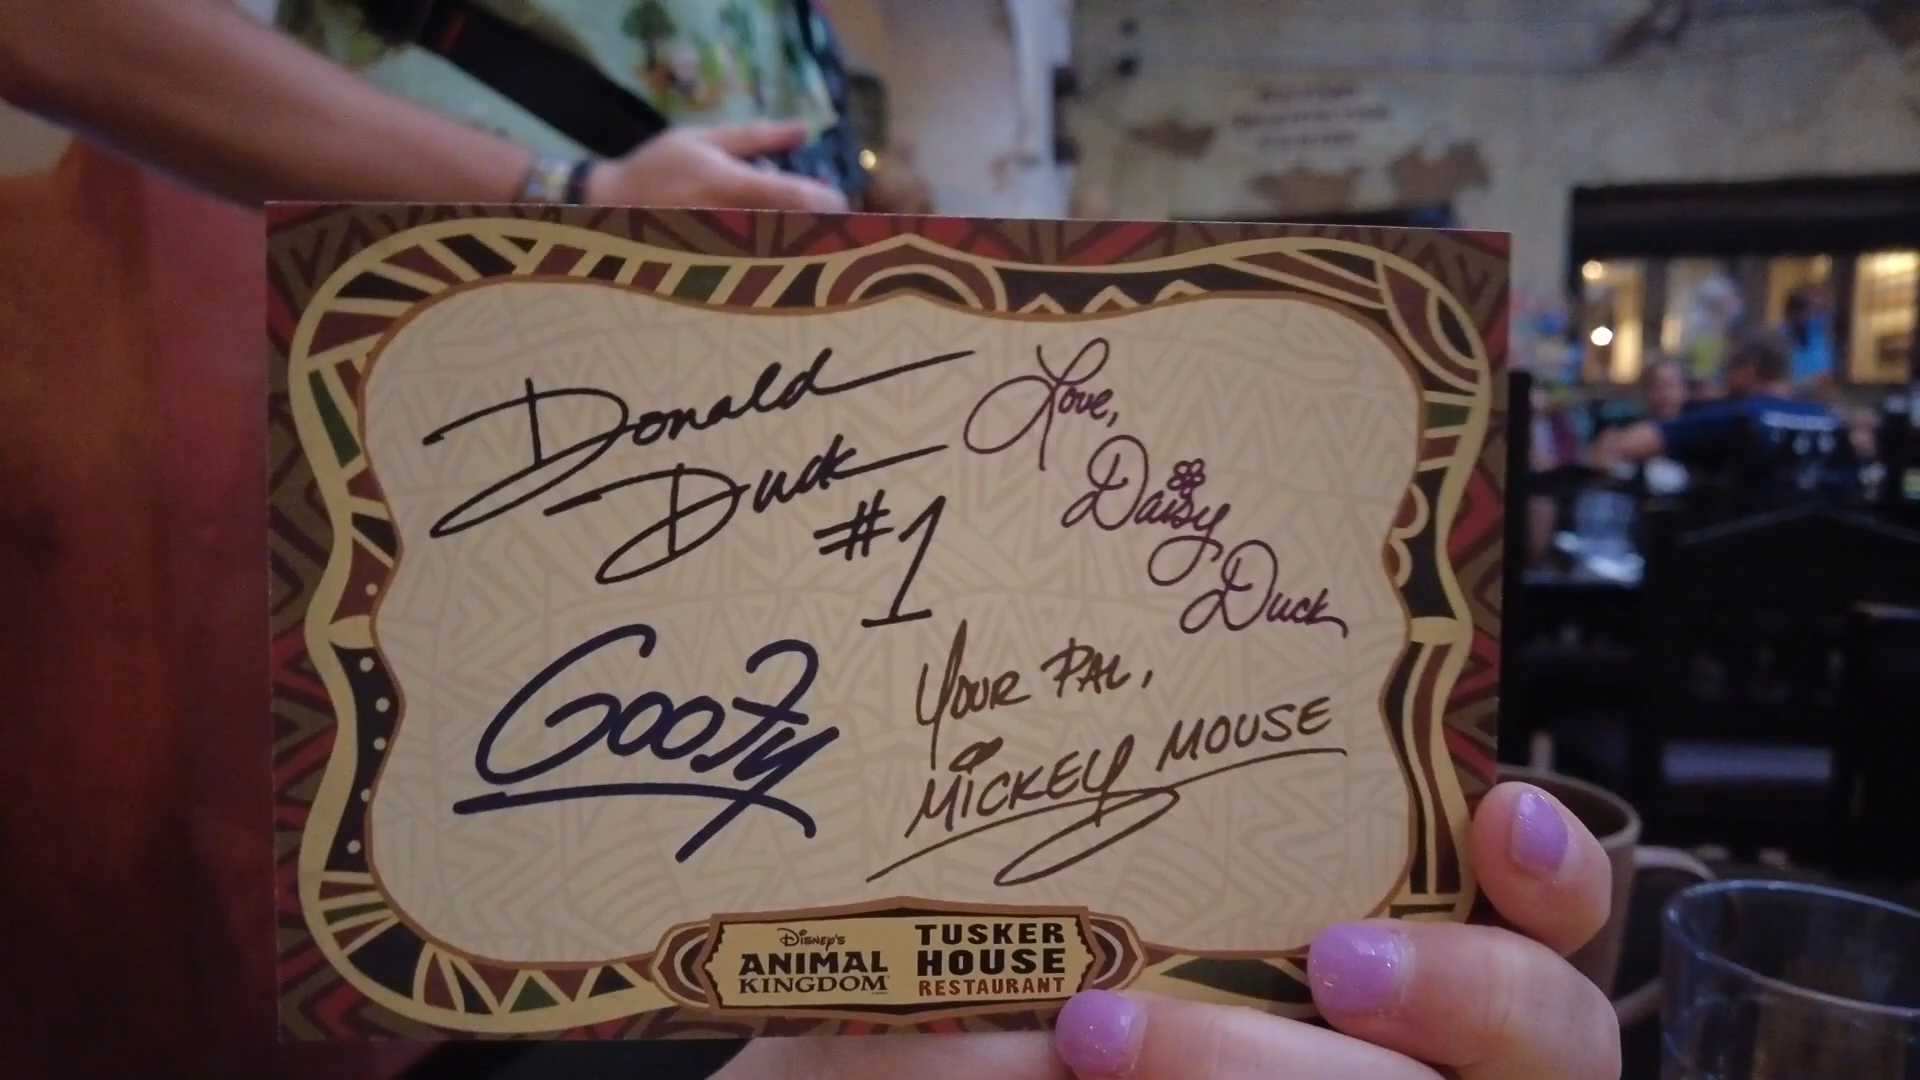 Donald
Duck
#1
Love,
Daisy
Duck
Goofy
Your Pal,
Mickey Mouse
Disney's
ANIMAL
KINGDOM
TUSKER
HOUSE
RESTAURANT